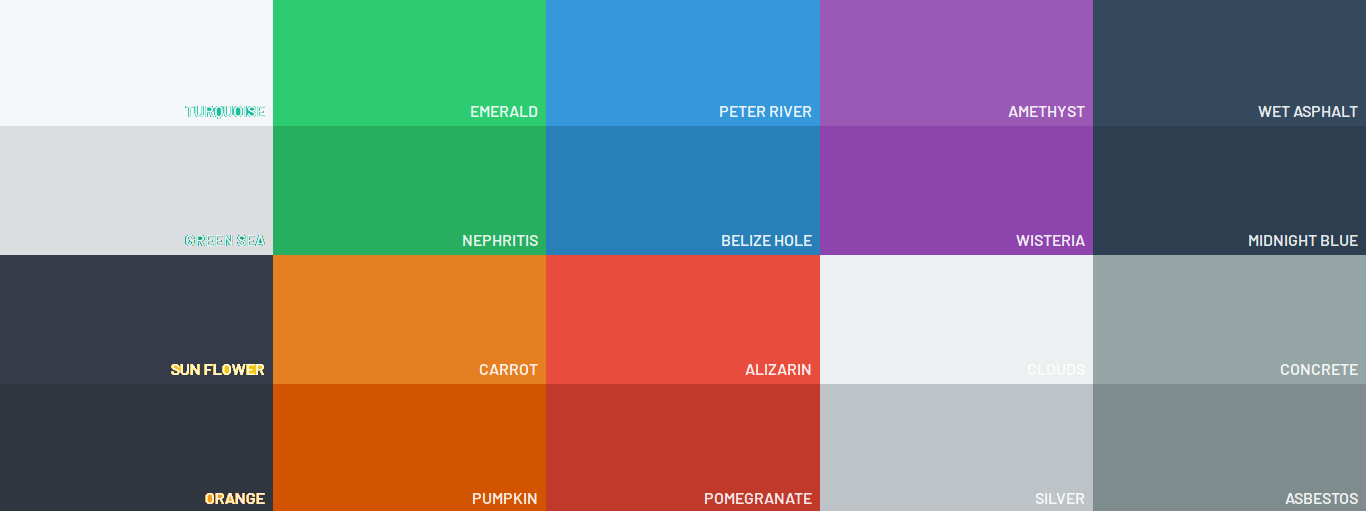 TURQUOISE
EMERALD
PETER RIVER
AMETHYST
WET ASPHALT
GREEN SEA
NEPHRITIS
BELIZE HOLE
WISTERIA
MIDNIGHT BLUE
SUN FLOWER
CARROT
ALIZARIN
CLOUDS
CONCRETE
ORANGE
PUMPKIN
POMEGRANATE
SILVER
ASBESTOS